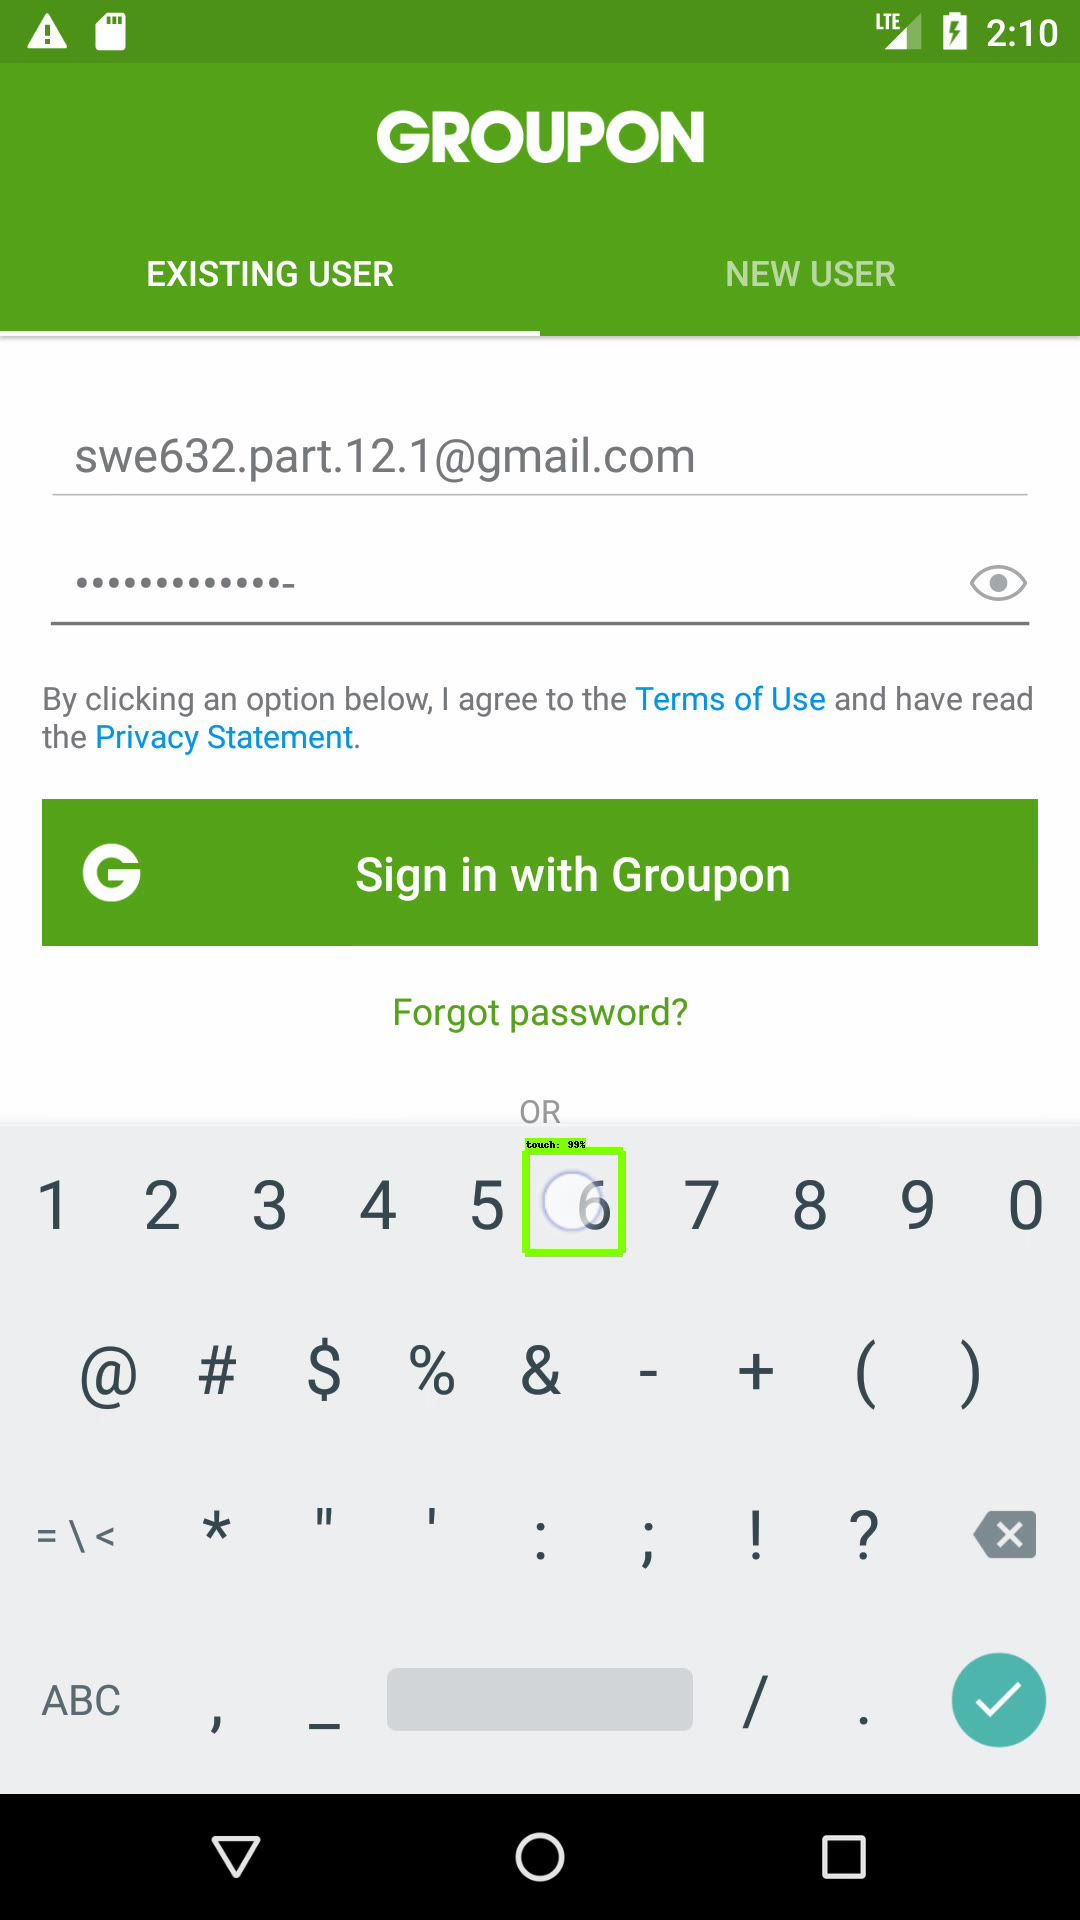 LTE 2:10
GROUPON
EXISTING USER NEW USER
swe632.part.12.1@gmail.com
•••••••••••••-
By clicking an option below, I agree to the Terms of Use and have read
the Privacy Statement.
G Sign in with Groupon
Forgot password?
OR
touch: 99%
1 2 3 4 5 6 7 8 9 0
@ # $ % & - + ( )
= \ < * " ' : ; ! ?
ABC , _ / .